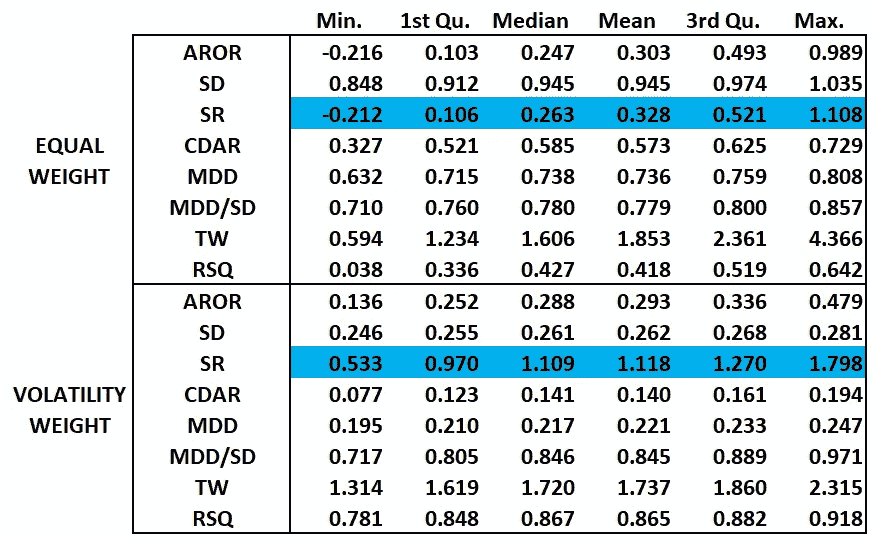 Min. 1st Qu. Median Mean 3rd Qu. Max.
AROR -0.216 0.103 0.247 0.303 0.493 0.989
SD 0.848 0.912 0.945 0.945 0.974 1.035
SR -0.212 0.106 0.263 0.328 0.521 1.108
EQUAL CDAR 0.327 0.521 0.585 0.573 0.625 0.729
WEIGHT MDD 0.632 0.715 0.738 0.736 0.759 0.808
MDD/SD 0.710 0.760 0.780 0.779 0.800 0.857
TW 0.594 1.234 1.606 1.853 2.361 4.366
RSQ 0.038 0.336 0.427 0.418 0.519 0.642
AROR 0.136 0.252 0.288 0.293 0.336 0.479
SD 0.246 0.255 0.261 0.262 0.268 0.281
SR 0.533 0.970 1.109 1.118 1.270 1.798
VOLATILITY CDAR 0.077 0.123 0.141 0.140 0.161 0.194
WEIGHT MDD 0.195 0.210 0.217 0.221 0.233 0.247
MDD/SD 0.717 0.805 0.846 0.845 0.889 0.971
TW 1.314 1.619 1.720 1.737 1.860 2.315
RSQ 0.781 0.848 0.867 0.865 0.882 0.918